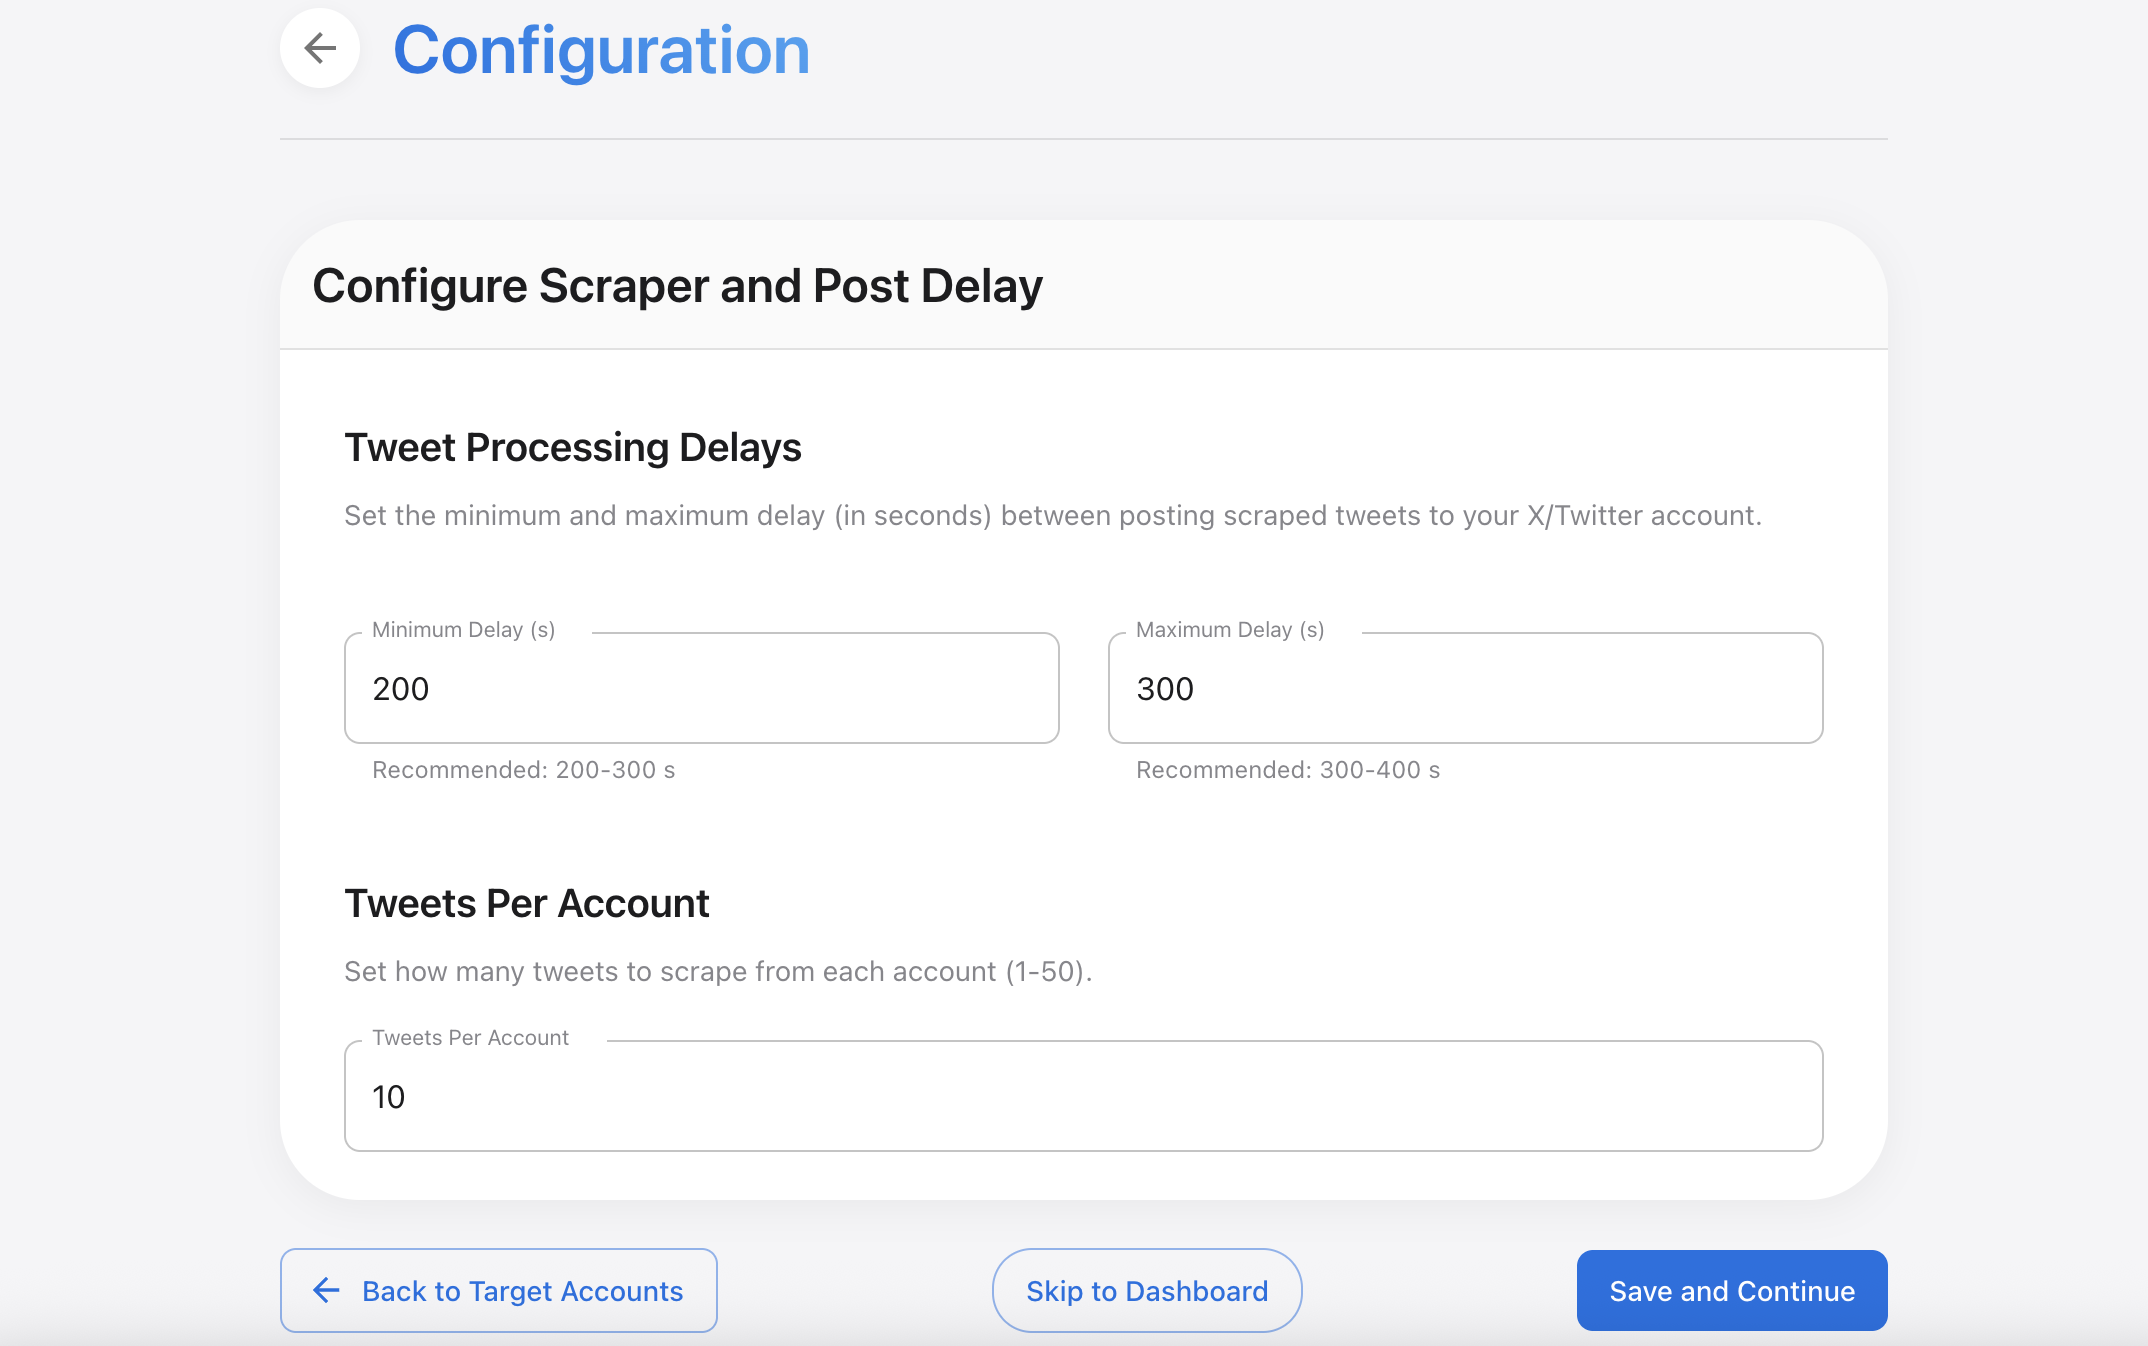 Configuration
Configure Scraper and Post Delay
Tweet Processing Delays
Set the minimum and maximum delay (in seconds) between posting scraped tweets to your X/Twitter account.
Minimum Delay (s)
200
Recommended: 200-300 s
Maximum Delay (s)
300
Recommended: 300-400 s
Tweets Per Account
Set how many tweets to scrape from each account (1-50).
Tweets Per Account
10
Back to Target Accounts
Skip to Dashboard
Save and Continue